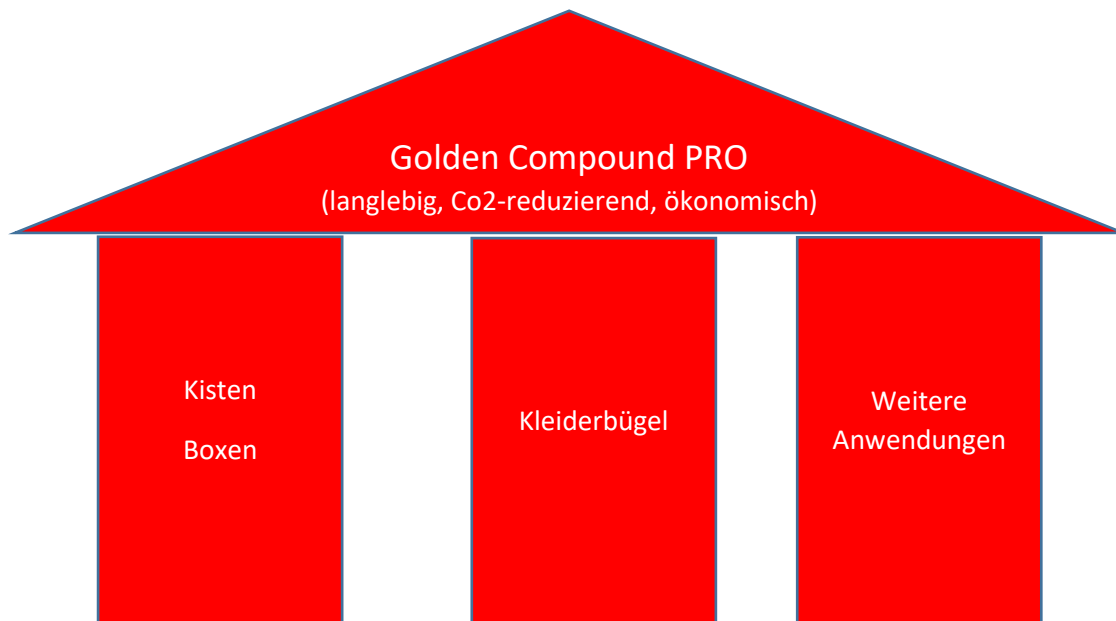 Golden Compound PRO
(langlebig, Co2-reduzierend, ökonomisch)
Kisten
Boxen
Kleiderbügel
Weitere
Anwendungen